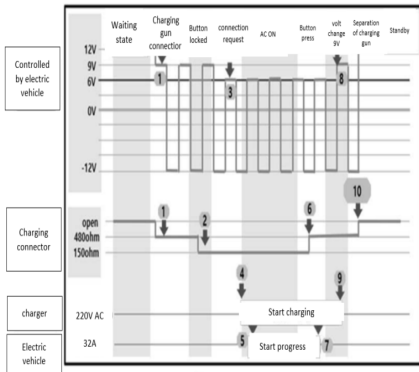 Waiting
state
Charging
gun
connectior
Button
locked
connection
request
AC ON
Button
press
volt
change
9V
Separation
of charging
gun
Standby
Controlled
by electric
vehicle
12V
9V
6V
0V
-12V
1
3
8
Charging
connector
open
480ohm
150ohm
1
2
6
10
charger
220V AC
4
9
Start charging
Electric
vehicle
32A
5
7
Start progress